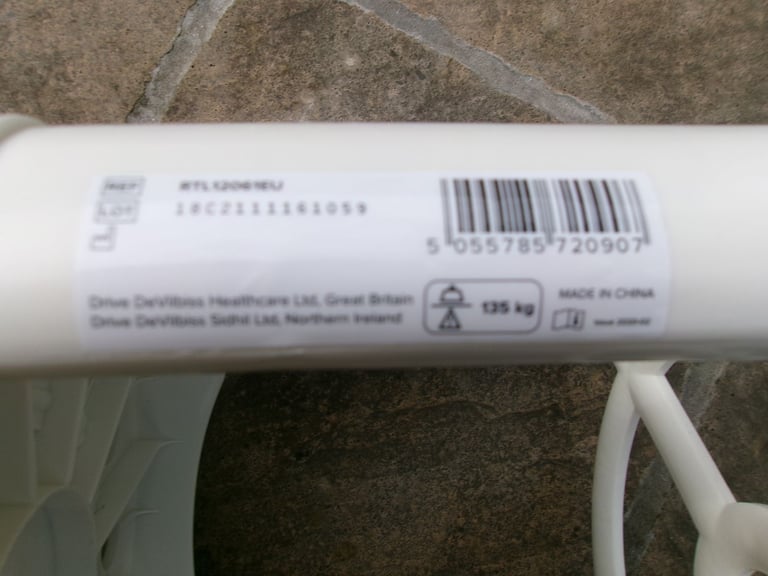 REF RTL12061EU
LOT 18C2111161059
5 055785 720907
Drive DeVilbiss Healthcare Ltd, Great Britain
Drive DeVilbiss Sidhil Ltd, Northern Ireland
135 kg
MADE IN CHINA